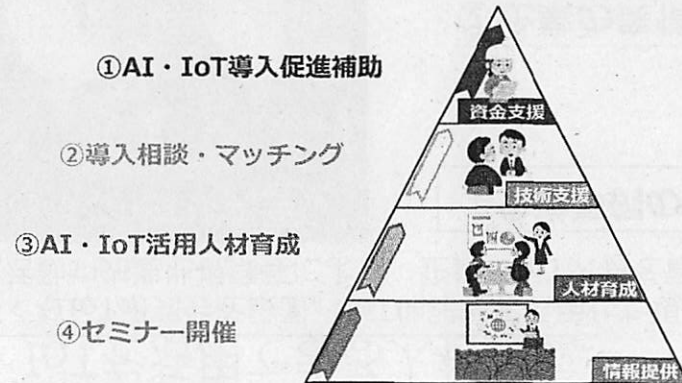 ①AI・IoT導入促進補助
資金支援
②導入相談・マッチング
技術支援
③AI・IoT活用人材育成
人材育成
④セミナー開催
情報提供